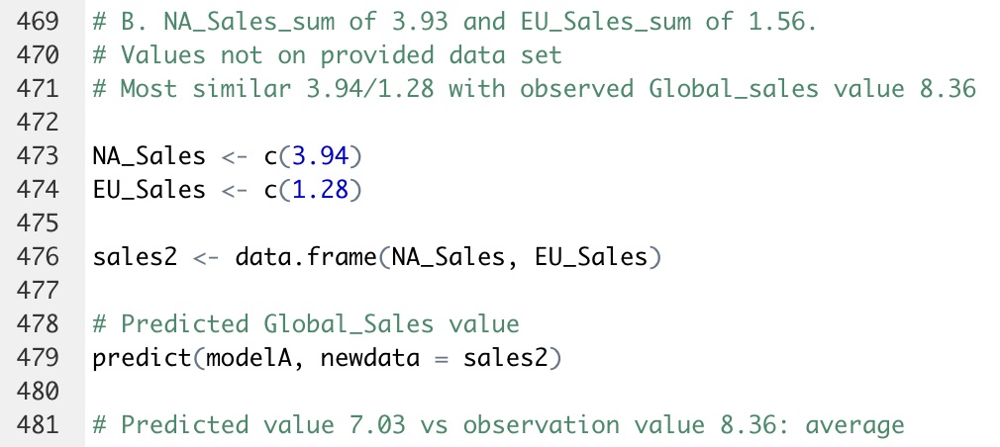 469 # B. NA_Sales_sum of 3.93 and EU_Sales_sum of 1.56.
470 # Values not on provided data set
471 # Most similar 3.94/1.28 with observed Global_sales value 8.36
472
473 NA_Sales <- c(3.94)
474 EU_Sales <- c(1.28)
475
476 sales2 <- data.frame(NA_Sales, EU_Sales)
477
478 # Predicted Global_Sales value
479 predict(modelA, newdata = sales2)
480
481 # Predicted value 7.03 vs observation value 8.36: average